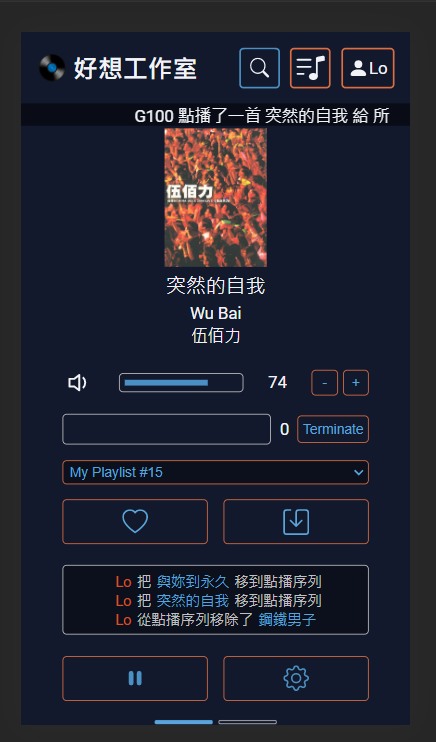 好想工作室
Lo
G100 點播了一首 突然的自我 給 所
伍佰力
突然的自我
Wu Bai
伍佰力
74
-
+
0
Terminate
My Playlist #15
Lo 把 與妳到永久 移到點播序列
Lo 把 突然的自我 移到點播序列
Lo 從點播序列移除了 鋼鐵男子